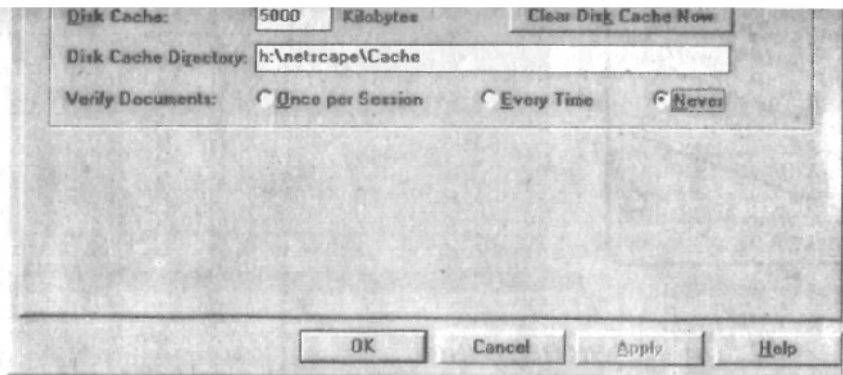 Disk Cache: 5000 Kilobytes Clear Disk Cache Now
Disk Cache Directory: h:\netscape\Cache
Verify Documents: Once per Session Every Time Never
OK Cancel Apply Help